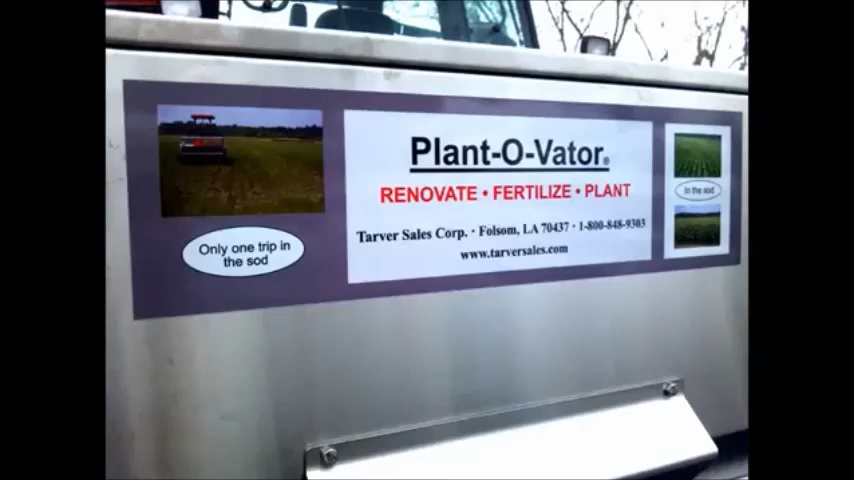 Plant-O-Vator®
RENOVATE • FERTILIZE • PLANT
Tarver Sales Corp. · Folsom, LA 70437 · 1-800-848-9303
www.tarversales.com
Only one trip in
the sod
In the sod